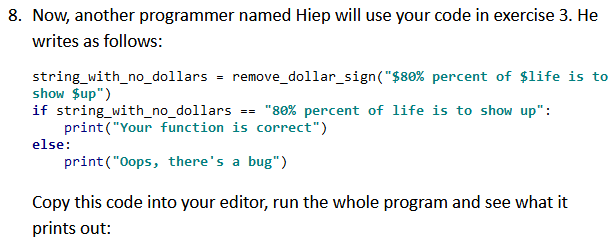 8. Now, another programmer named Hiep will use your code in exercise 3. He
writes as follows:
string_with_no_dollars = remove_dollar_sign("$80% percent of $life is to
show $up")
if string_with_no_dollars == "80% percent of life is to show up":
    print("Your function is correct")
else:
    print("Oops, there's a bug")
Copy this code into your editor, run the whole program and see what it
prints out: